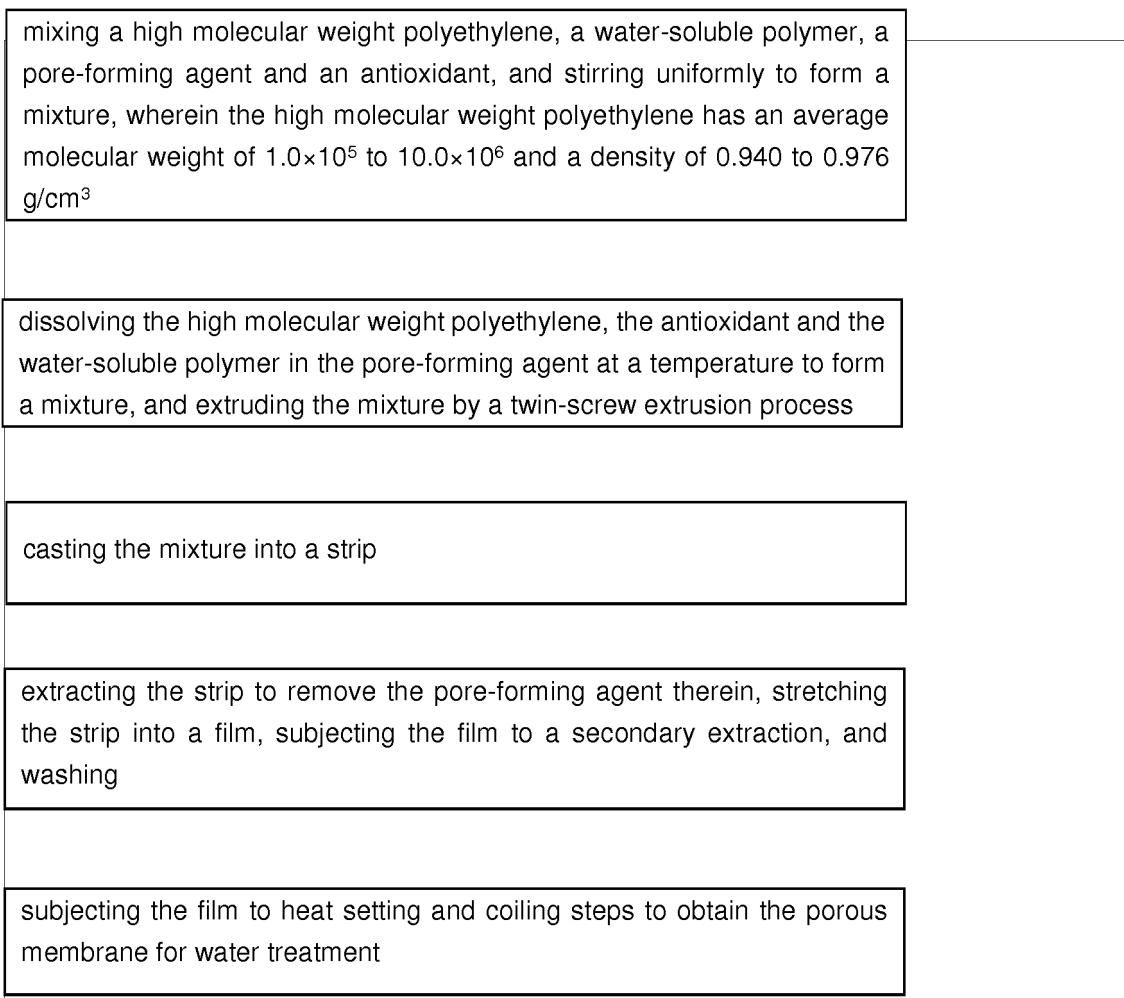 mixing a high molecular weight polyethylene, a water-soluble polymer, a
pore-forming agent and an antioxidant, and stirring uniformly to form a
mixture, wherein the high molecular weight polyethylene has an average
molecular weight of 1.0×10⁵ to 10.0×10⁶ and a density of 0.940 to 0.976
g/cm³
dissolving the high molecular weight polyethylene, the antioxidant and the
water-soluble polymer in the pore-forming agent at a temperature to form
a mixture, and extruding the mixture by a twin-screw extrusion process
casting the mixture into a strip
extracting the strip to remove the pore-forming agent therein, stretching
the strip into a film, subjecting the film to a secondary extraction, and
washing
subjecting the film to heat setting and coiling steps to obtain the porous
membrane for water treatment